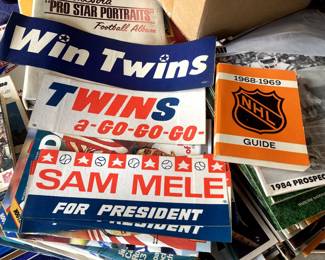 "PRO STAR PORTRAITS"
Football Album
Win Twins
TWINS
a-GO-GO-GO-
1968-1969
NHL
GUIDE
SAM MELE
FOR PRESIDENT
1984 PROSPEC